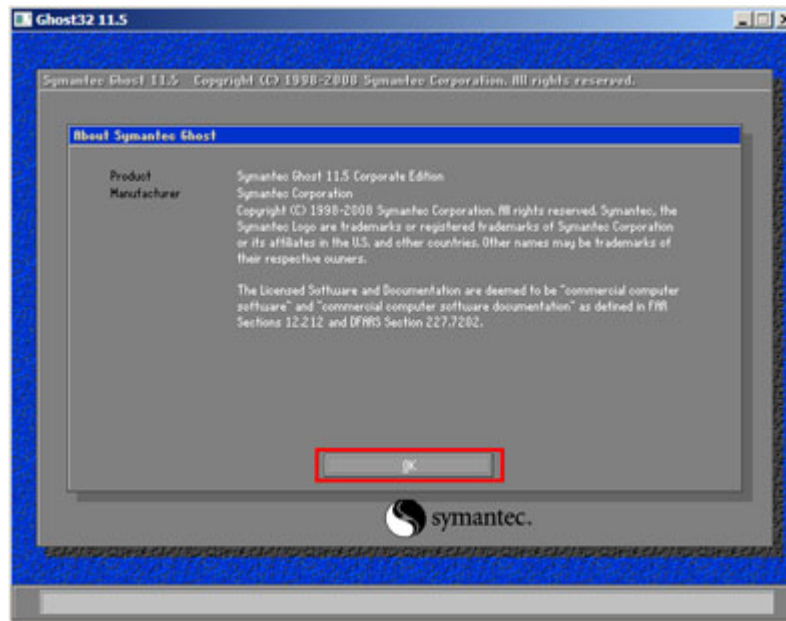 Ghost32 11.5
Symantec Ghost 11.5 Copyright (C) 1998-2008 Symantec Corporation. All rights reserved.
About Symantec Ghost
Product Symantec Ghost 11.5 Corporate Edition
Manufacturer Symantec Corporation
Copyright (C) 1998-2008 Symantec Corporation. All rights reserved. Symantec, the
Symantec Logo are trademarks or registered trademarks of Symantec Corporation
or its affiliates in the U.S. and other countries. Other names may be trademarks of
their respective owners.
The Licensed Software and Documentation are deemed to be "commercial computer
software" and "commercial computer software documentation" as defined in FAR
Sections 12.212 and DFARS Section 227.7202.
OK
symantec.